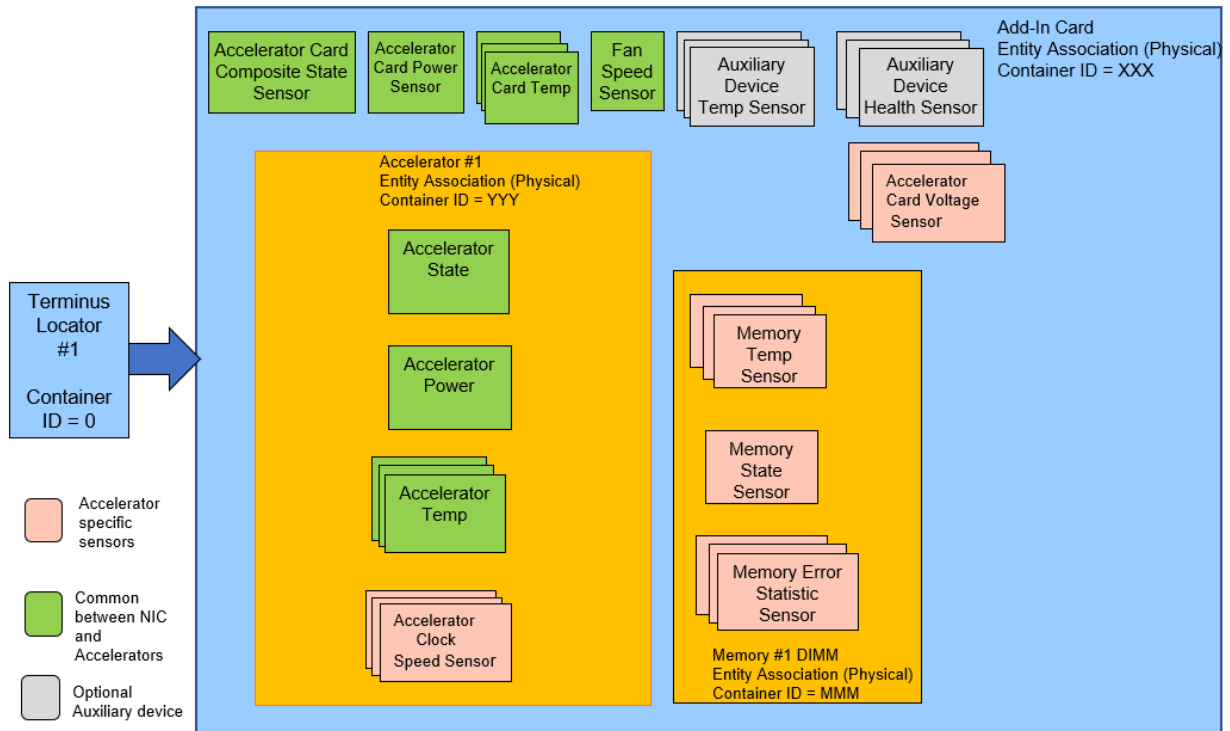 Accelerator Card
Composite State
Sensor
Accelerator
Card Power
Sensor
Accelerator
Card Temp
Fan
Speed
Sensor
Auxiliary
Device
Temp Sensor
Auxiliary
Device
Health Sensor
Add-In Card
Entity Association (Physical)
Container ID = XXX
Accelerator
Card Voltage
Sensor
Accelerator #1
Entity Association (Physical)
Container ID = YYY
Accelerator
State
Accelerator
Power
Accelerator
Temp
Accelerator
Clock
Speed Sensor
Memory
Temp
Sensor
Memory
State
Sensor
Memory Error
Statistic
Sensor
Memory #1 DIMM
Entity Association (Physical)
Container ID = MMM
Terminus
Locator
#1
Container
ID = 0
Accelerator
specific
sensors
Common
between NIC
and
Accelerators
Optional
Auxiliary device